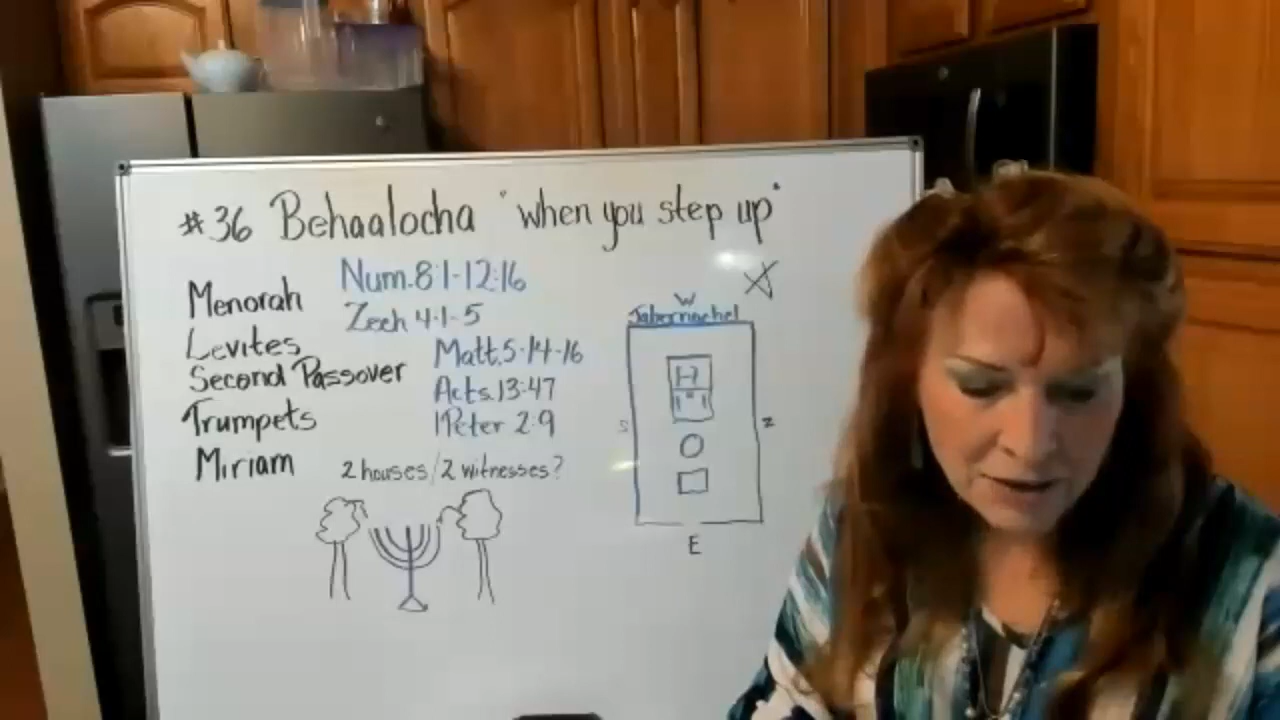 #36 Behaalocha "when you step up"
Menorah
Levites
Second Passover
Trumpets
Miriam
Num.8:1-12:16
Zech 4:1-5
Matt.5-14-16
Acts.13:47
1Peter 2:9
2 houses/2 witnesses?
W
Tabernachel
S
N
E